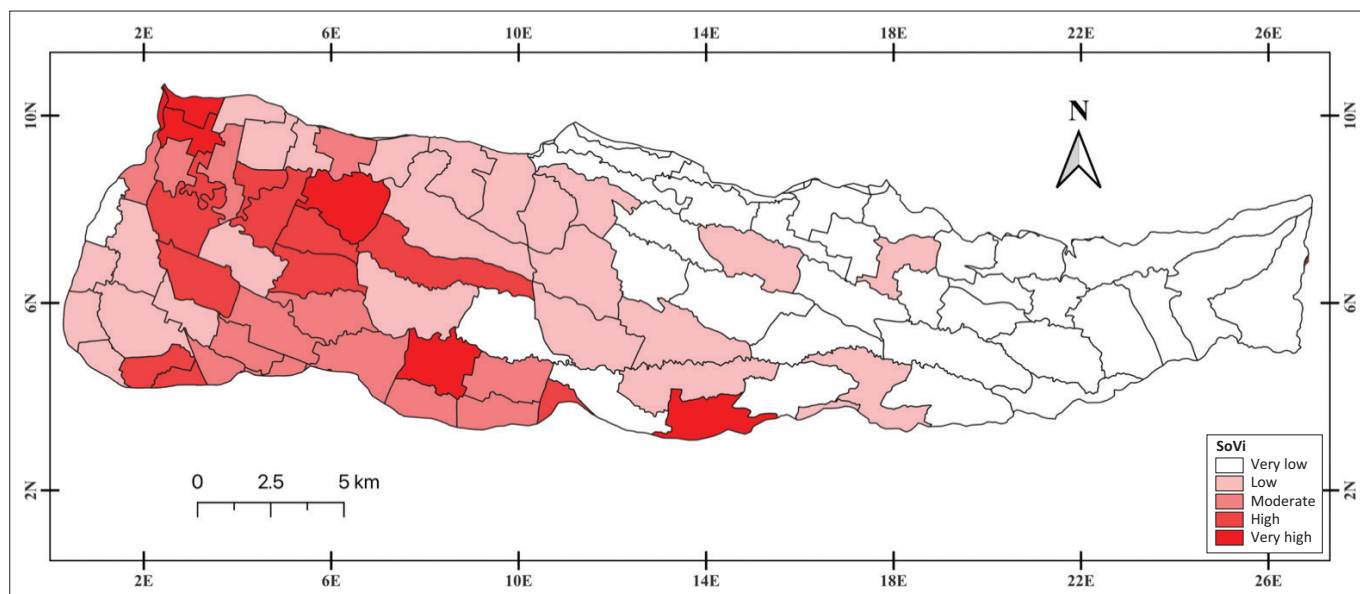 2E 6E 10E 14E 18E 22E 26E
N
10N 10N
6N 6N
0 2.5 5 km
SoVi
Very low
Low
2N 2N
Moderate
High
Very high
2E 6E 10E 14E 18E 22E 26E